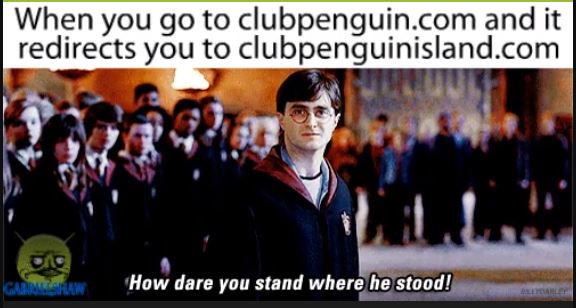 When you go to clubpenguin.com and it
redirects you to clubpenguinisland.com
How dare you stand where he stood!
GABRIELSHAW